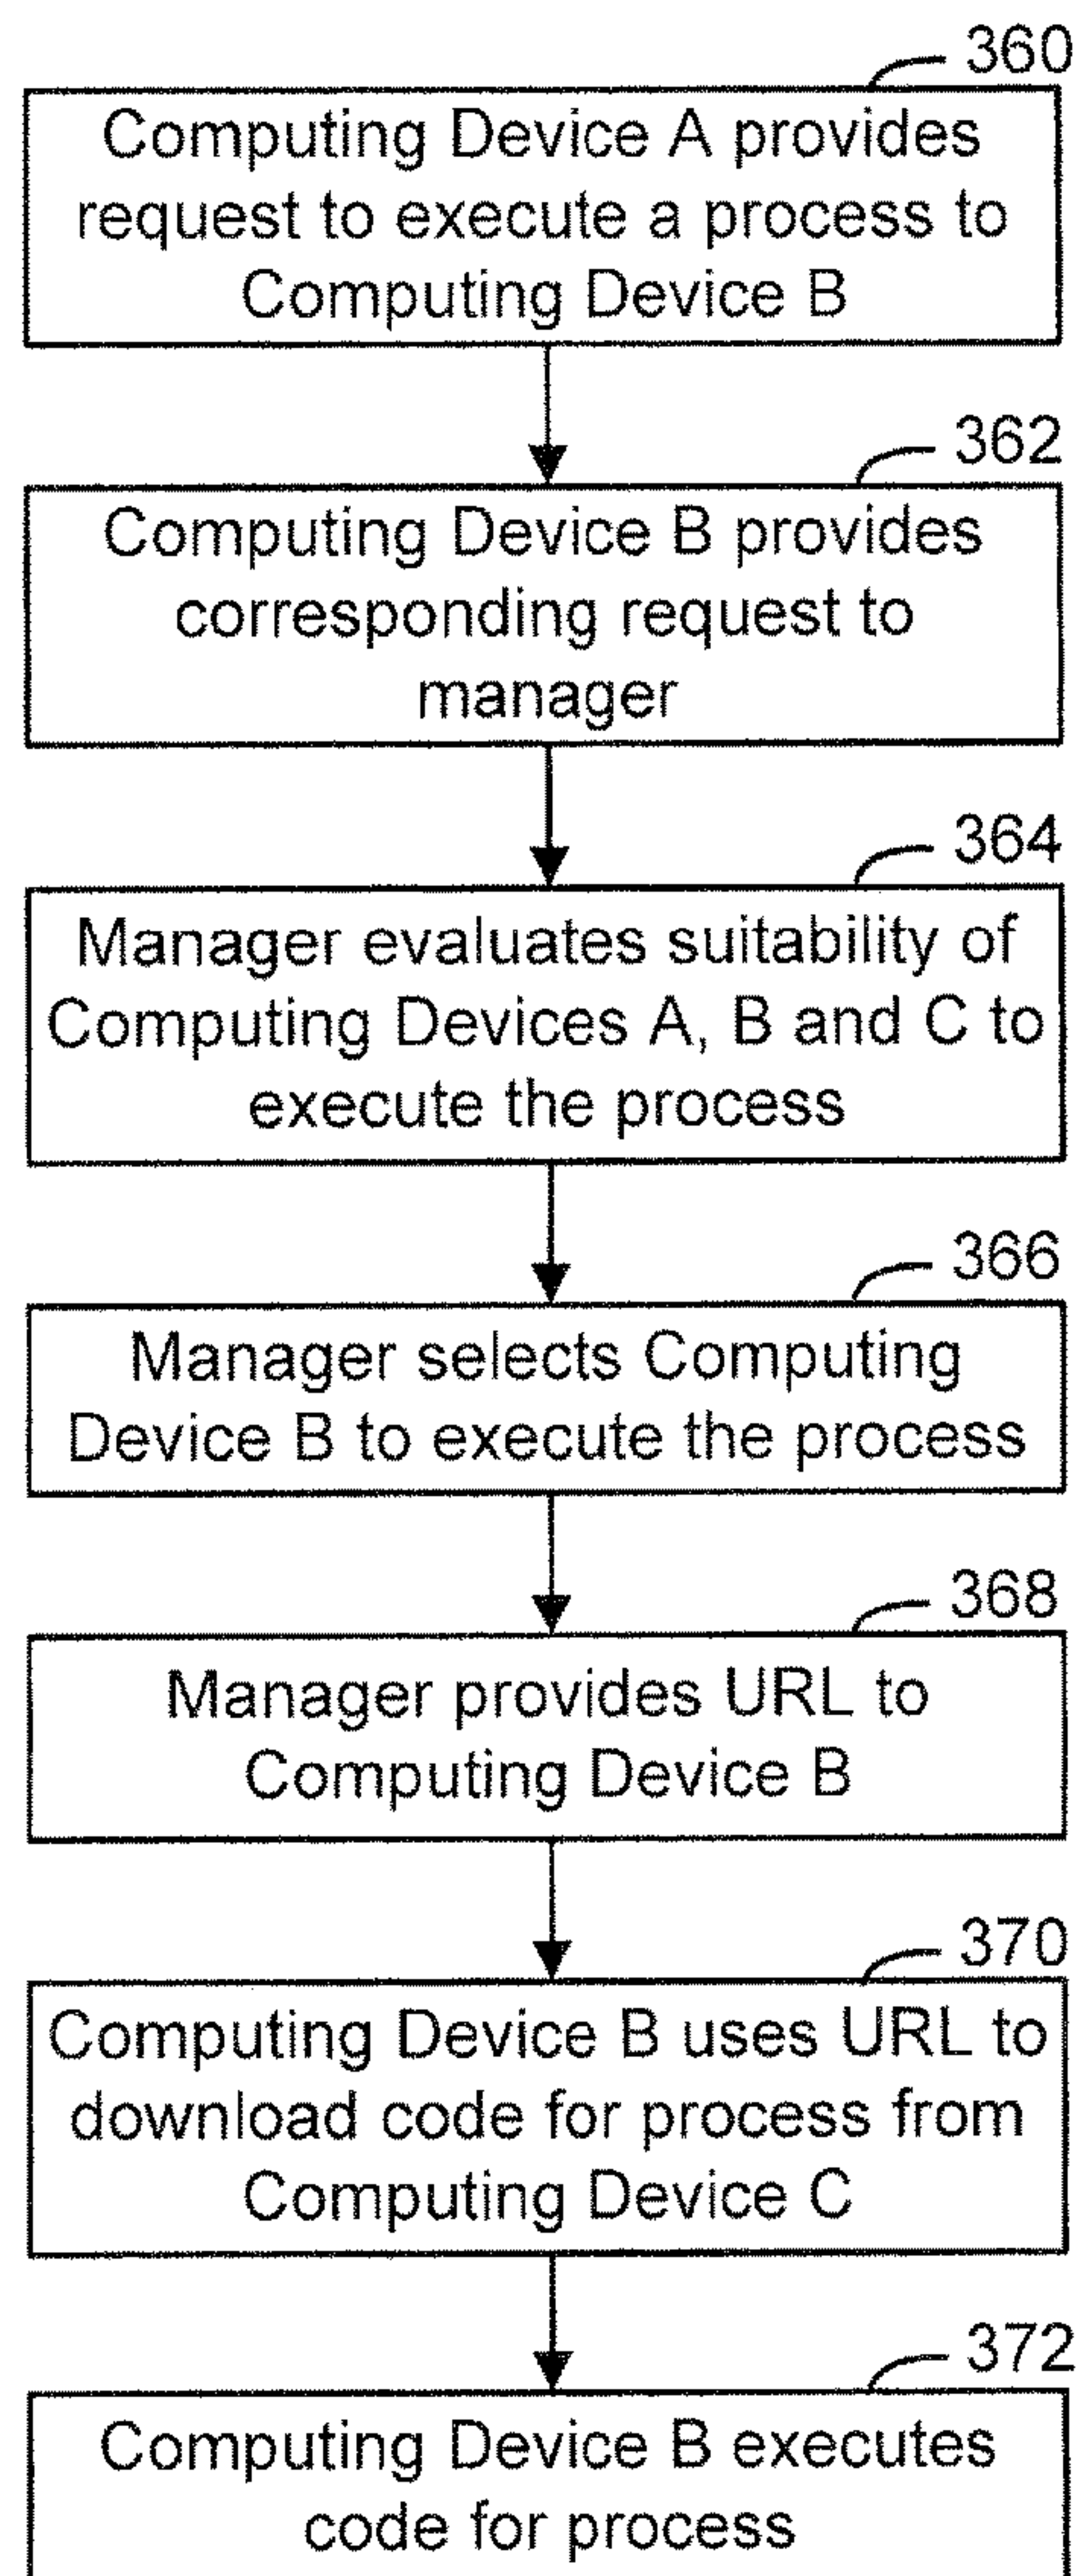 360
Computing Device A provides
request to execute a process to
Computing Device B
362
Computing Device B provides
corresponding request to
manager
364
Manager evaluates suitability of
Computing Devices A, B and C to
execute the process
366
Manager selects Computing
Device B to execute the process
368
Manager provides URL to
Computing Device B
370
Computing Device B uses URL to
download code for process from
Computing Device C
372
Computing Device B executes
code for process